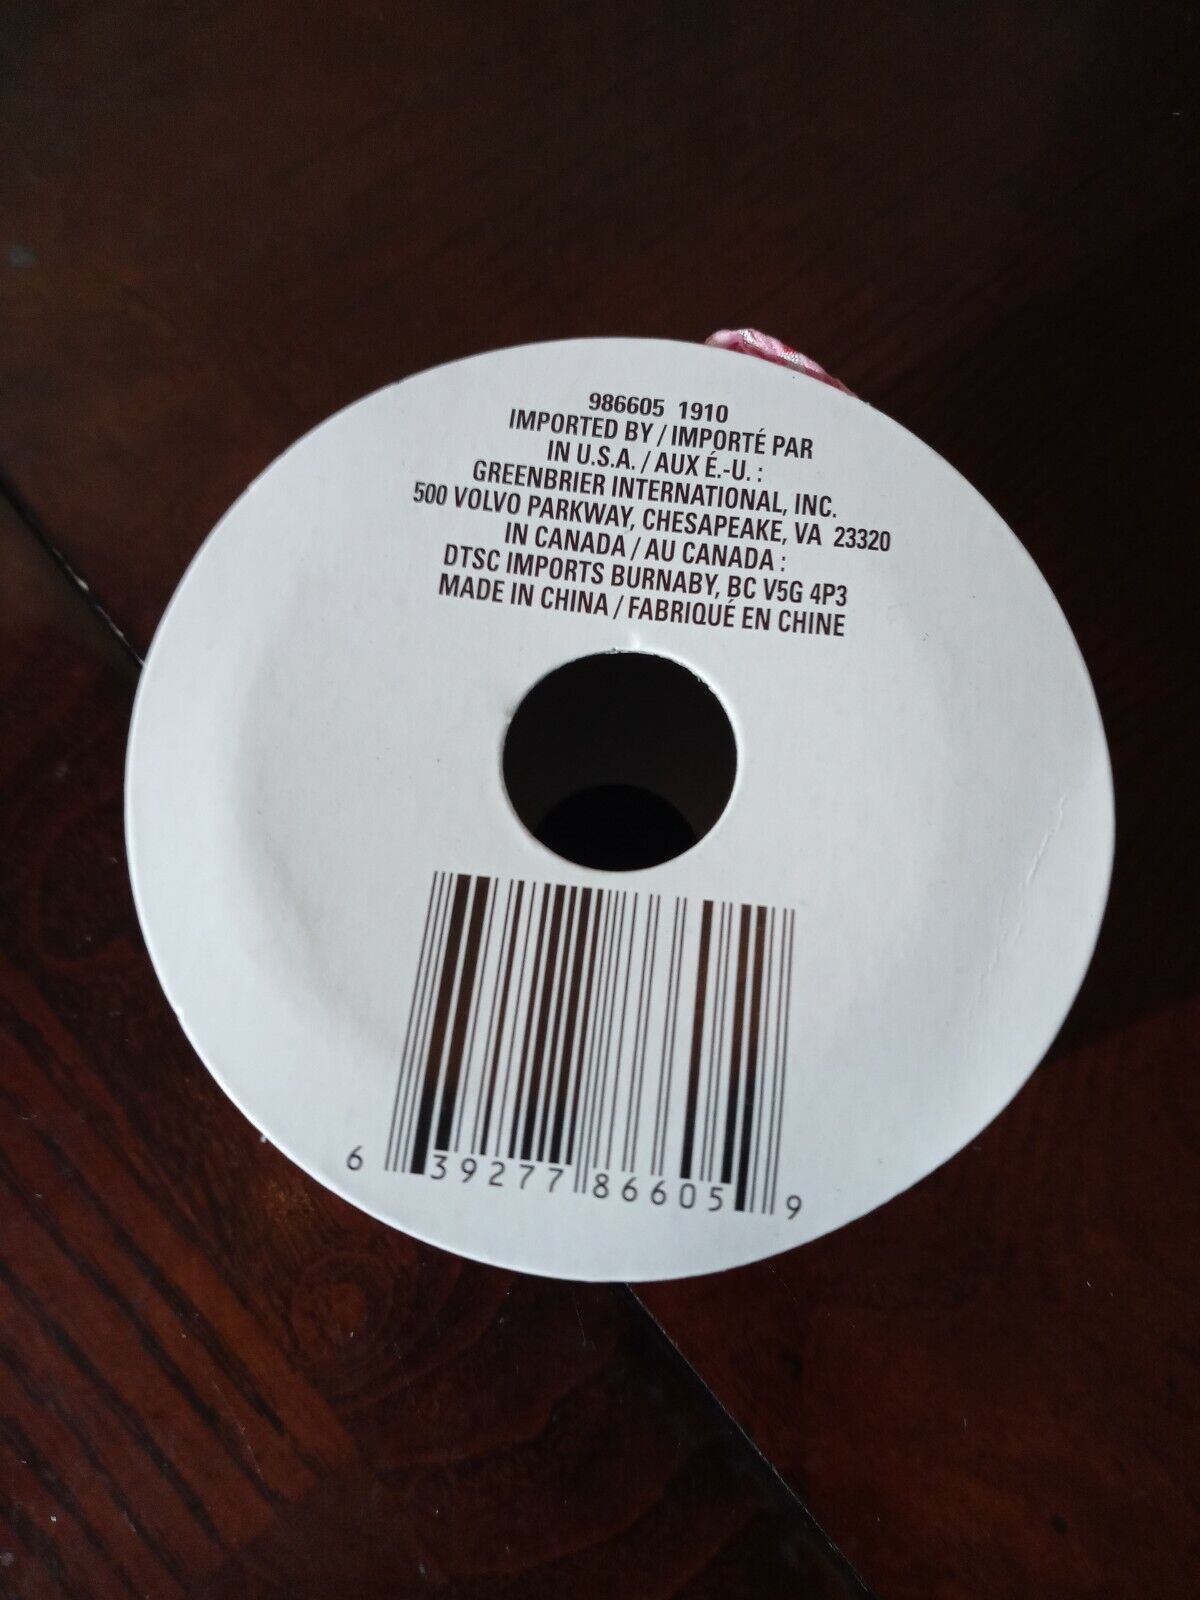 986605 1910
IMPORTED BY / IMPORTÉ PAR
IN U.S.A. / AUX É.-U. :
GREENBRIER INTERNATIONAL, INC.
500 VOLVO PARKWAY, CHESAPEAKE, VA 23320
IN CANADA / AU CANADA :
DTSC IMPORTS BURNABY, BC V5G 4P3
MADE IN CHINA / FABRIQUÉ EN CHINE
6 39277 86605 9